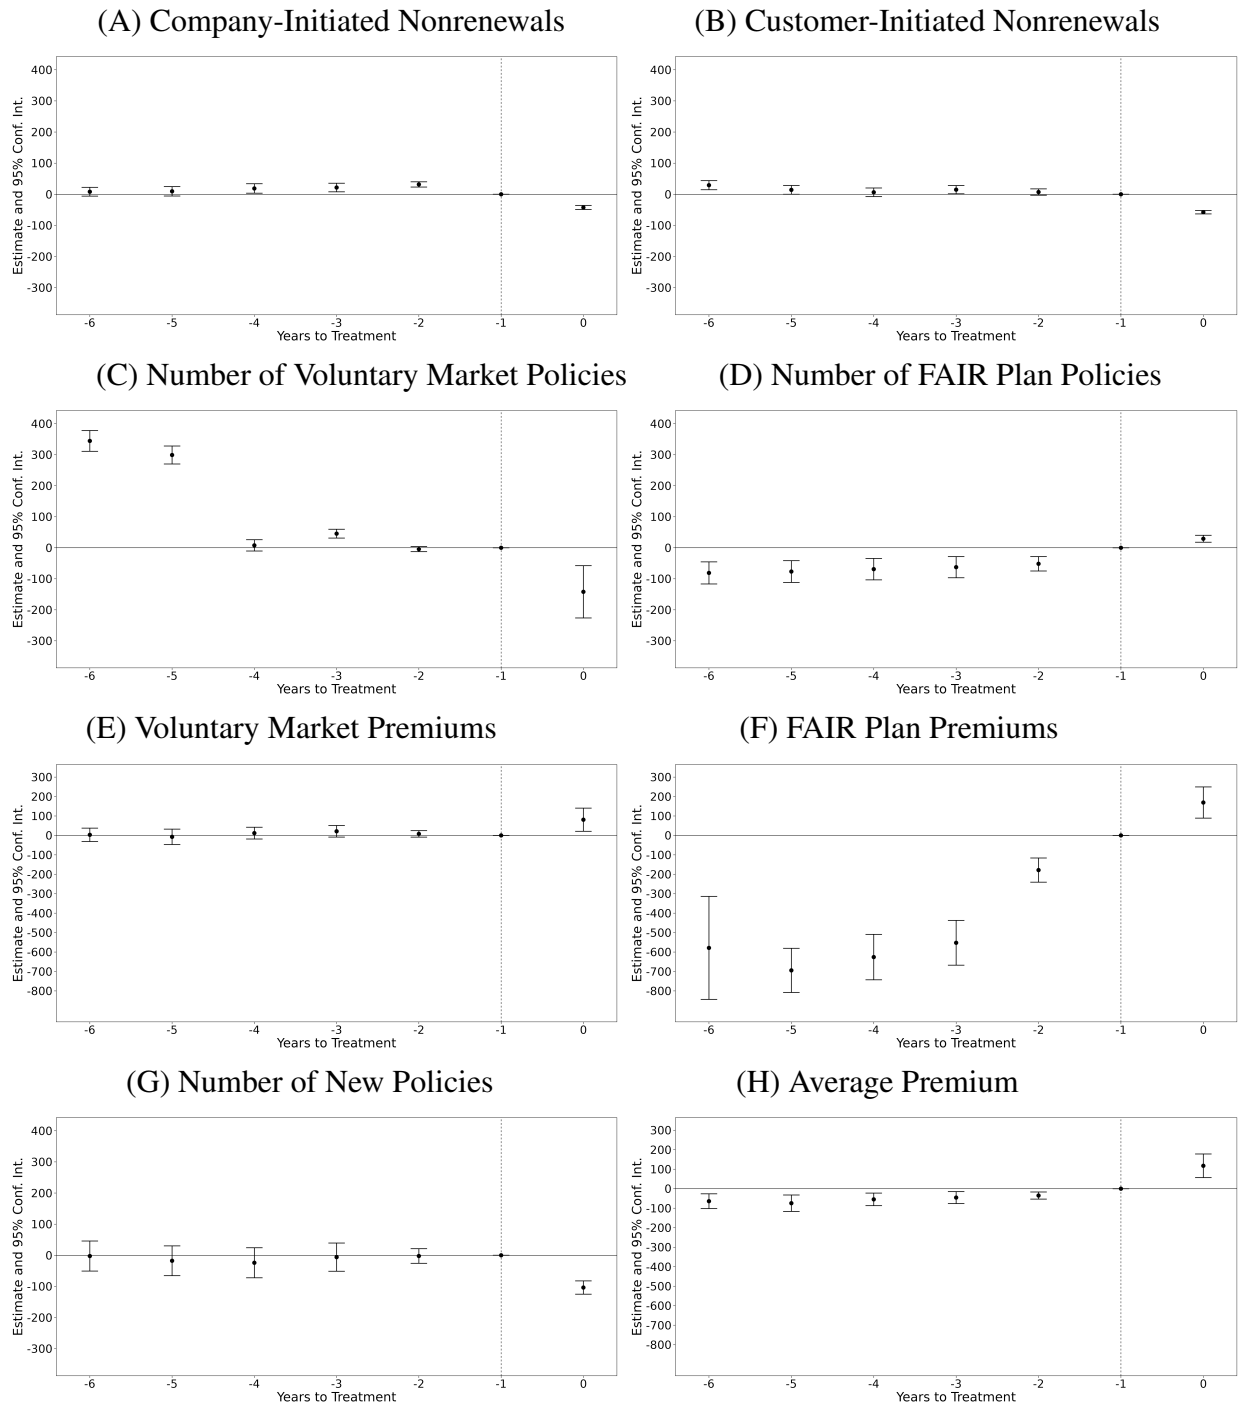 (A) Company-Initiated Nonrenewals
400
300
200
100
0
-100
-200
-300
Estimate and 95% Conf. Int.
-6 -5 -4 -3 -2 -1 0
Years to Treatment
(B) Customer-Initiated Nonrenewals
400
300
200
100
0
-100
-200
-300
Estimate and 95% Conf. Int.
-6 -5 -4 -3 -2 -1 0
Years to Treatment
(C) Number of Voluntary Market Policies
400
300
200
100
0
-100
-200
-300
Estimate and 95% Conf. Int.
-6 -5 -4 -3 -2 -1 0
Years to Treatment
(D) Number of FAIR Plan Policies
400
300
200
100
0
-100
-200
-300
Estimate and 95% Conf. Int.
-6 -5 -4 -3 -2 -1 0
Years to Treatment
(E) Voluntary Market Premiums
300
200
100
0
-100
-200
-300
-400
-500
-600
-700
-800
Estimate and 95% Conf. Int.
-6 -5 -4 -3 -2 -1 0
Years to Treatment
(F) FAIR Plan Premiums
300
200
100
0
-100
-200
-300
-400
-500
-600
-700
-800
Estimate and 95% Conf. Int.
-6 -5 -4 -3 -2 -1 0
Years to Treatment
(G) Number of New Policies
400
300
200
100
0
-100
-200
-300
Estimate and 95% Conf. Int.
-6 -5 -4 -3 -2 -1 0
Years to Treatment
(H) Average Premium
300
200
100
0
-100
-200
-300
-400
-500
-600
-700
-800
Estimate and 95% Conf. Int.
-6 -5 -4 -3 -2 -1 0
Years to Treatment